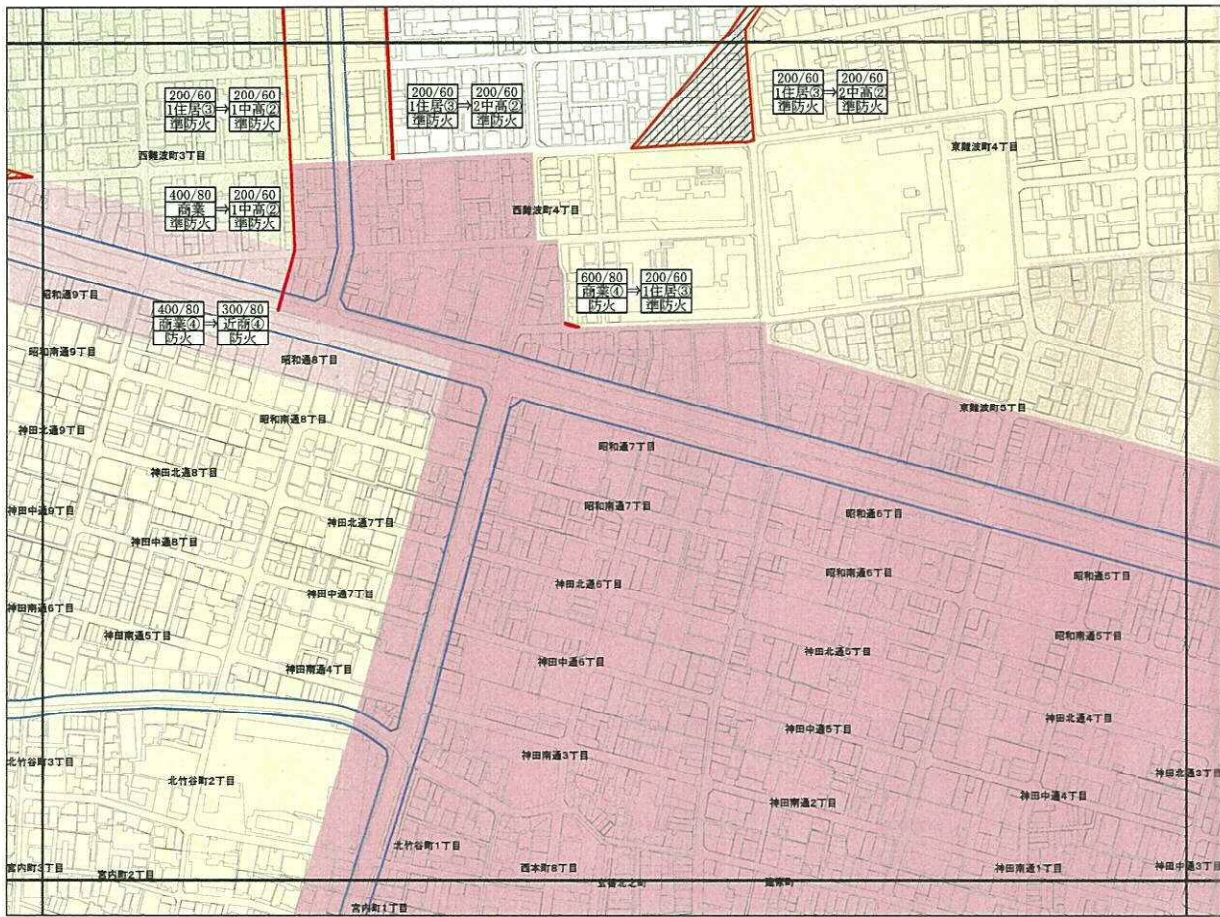 200/60
1住居③
準防火
→
200/60
1中高②
準防火
200/60
1住居③
準防火
→
200/60
2中高②
準防火
200/60
1住居③
準防火
→
200/60
2中高②
準防火
西難波町3丁目
東難波町4丁目
400/80
商業
準防火
→
200/60
1中高②
準防火
西難波町4丁目
600/80
商業④
防火
→
200/60
1住居③
準防火
昭和通9丁目
400/80
商業④
防火
→
300/80
近商④
防火
昭和南通9丁目
昭和通8丁目
昭和南通8丁目
東難波町5丁目
神田北通9丁目
昭和通7丁目
神田北通8丁目
神田中通9丁目
神田北通7丁目
昭和南通7丁目
昭和通6丁目
神田中通8丁目
昭和南通6丁目
昭和通5丁目
神田北通6丁目
神田中通7丁目
神田南通6丁目
神田南通5丁目
昭和南通5丁目
神田北通5丁目
神田中通6丁目
神田南通4丁目
神田北通4丁目
神田中通5丁目
神田南通3丁目
北竹谷町3丁目
北竹谷町2丁目
神田北通3丁目
神田中通4丁目
神田南通2丁目
北竹谷町1丁目
宮内町3丁目
宮内町2丁目
西本町8丁目
神田南通1丁目
神田中通3丁目
宮内町1丁目